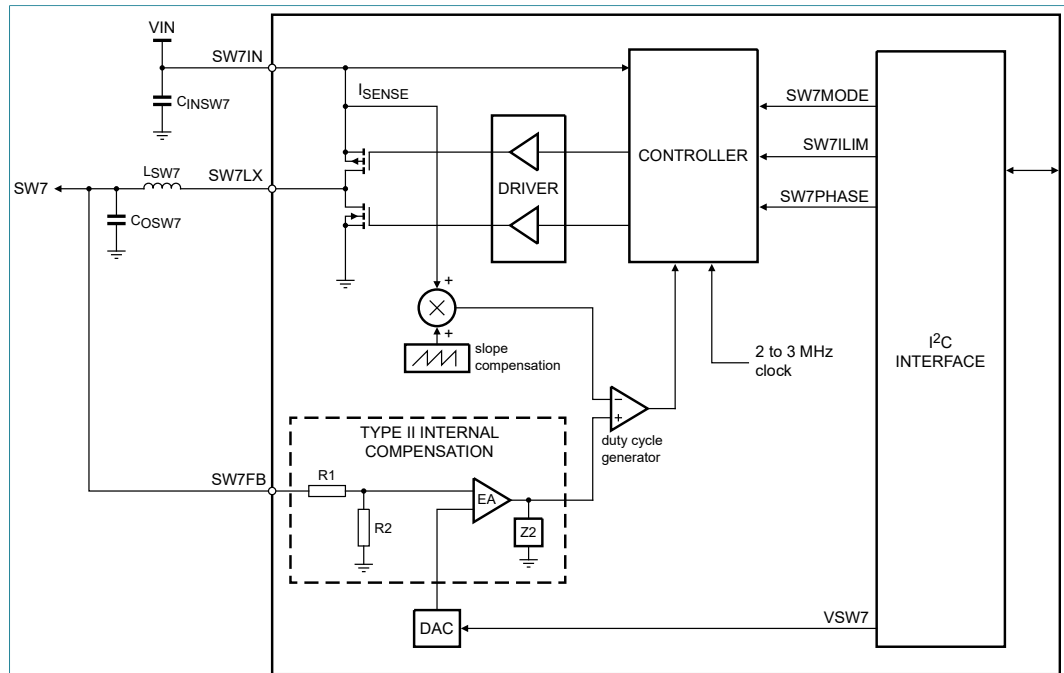 VIN
SW7IN
CINSW7
ISENSE
SW7MODE
SW7ILIM
SW7PHASE
CONTROLLER
DRIVER
LSW7
SW7LX
SW7
COSW7
+
+
slope
compensation
2 to 3 MHz
clock
I2C
INTERFACE
−
+
duty cycle
generator
TYPE II INTERNAL
COMPENSATION
SW7FB
R1
R2
EA
Z2
DAC
VSW7